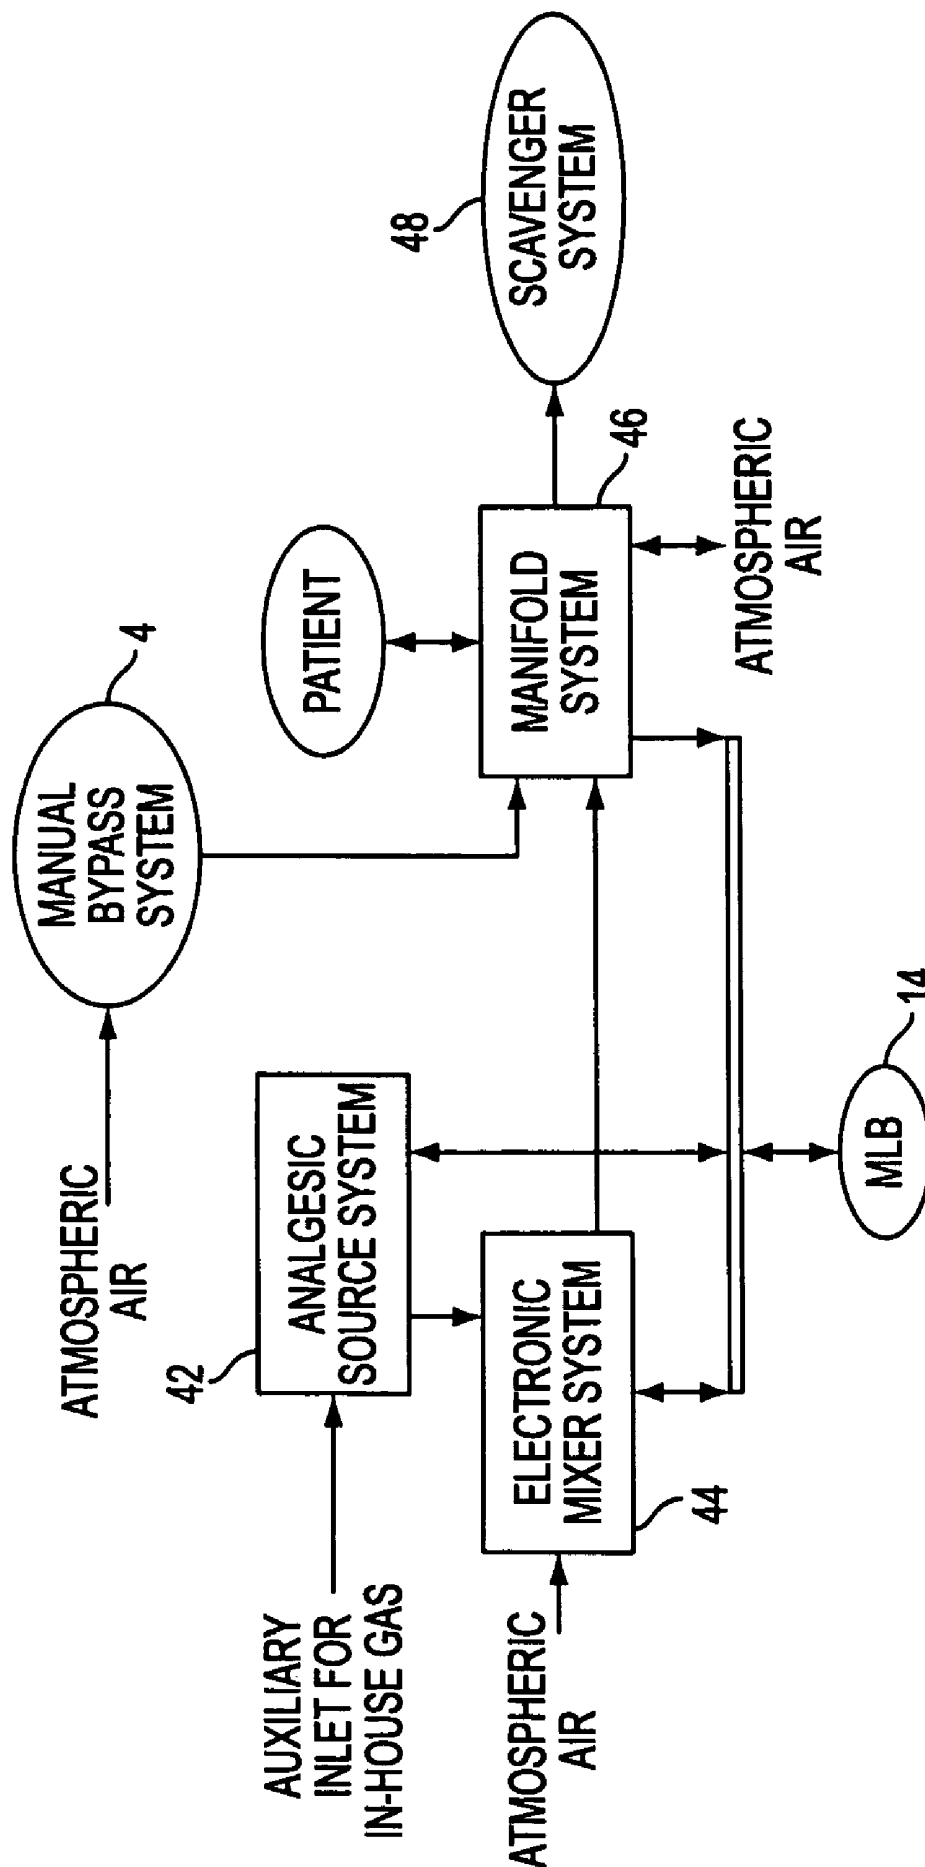 ATMOSPHERIC
AIR
MANUAL
BYPASS
SYSTEM
4
AUXILIARY
INLET FOR
IN-HOUSE GAS
42
ANALGESIC
SOURCE SYSTEM
PATIENT
ATMOSPHERIC
AIR
44
ELECTRONIC
MIXER SYSTEM
MANIFOLD
SYSTEM
46
48
SCAVENGER
SYSTEM
ATMOSPHERIC
AIR
MLB
14